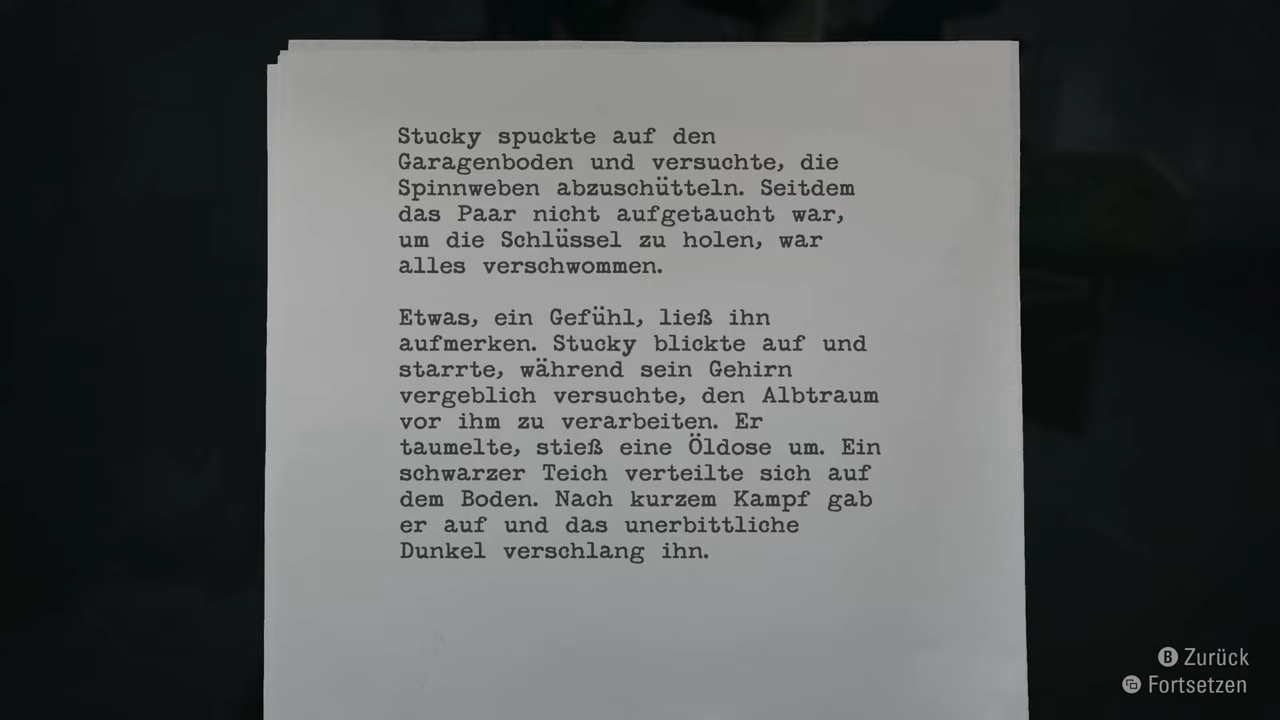 Stucky spuckte auf den
Garagenboden und versuchte, die
Spinnweben abzuschütteln. Seitdem
das Paar nicht aufgetaucht war,
um die Schlüssel zu holen, war
alles verschwommen.
Etwas, ein Gefühl, ließ ihn
aufmerken. Stucky blickte auf und
starrte, während sein Gehirn
vergeblich versuchte, den Albtraum
vor ihm zu verarbeiten. Er
taumelte, stieß eine Öldose um. Ein
schwarzer Teich verteilte sich auf
dem Boden. Nach kurzem Kampf gab
er auf und das unerbittliche
Dunkel verschlang ihn.
B Zurück
Fortsetzen